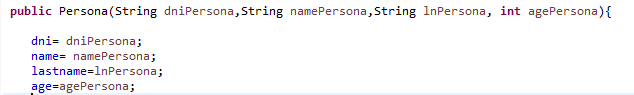 public Persona(String dniPersona,String namePersona,String lnPersona, int agePersona){
dni= dniPersona;
name= namePersona;
lastname=lnPersona;
age=agePersona;